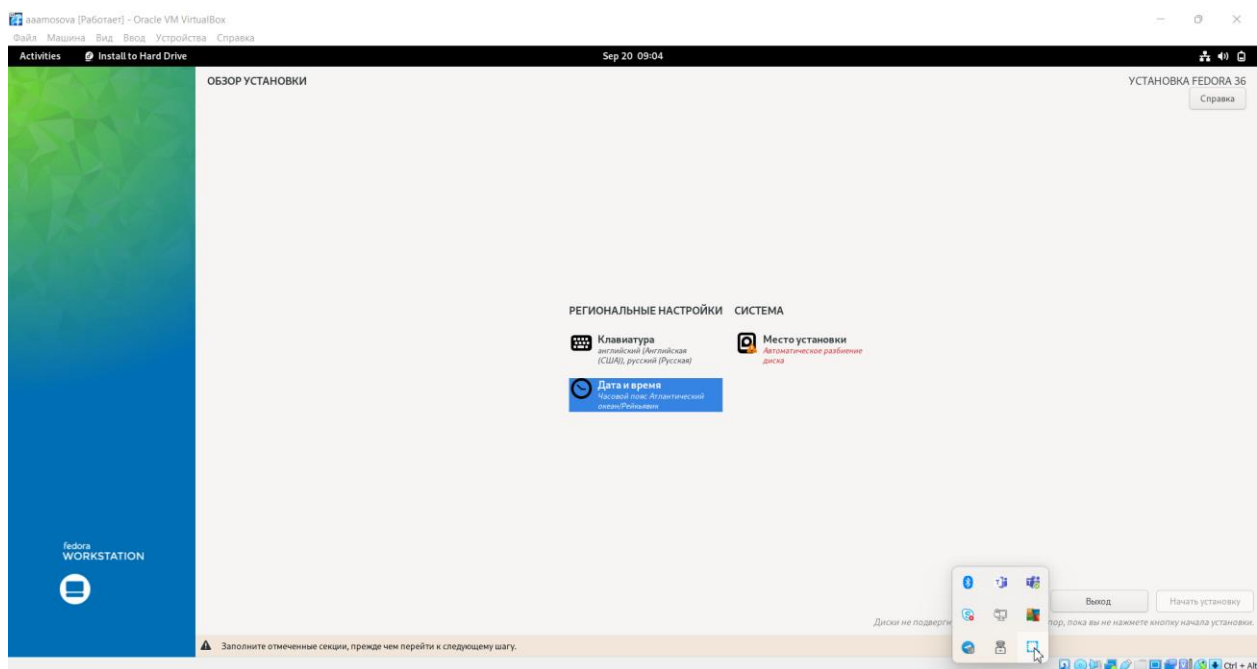 aaamosova [Работает] - Oracle VM VirtualBox
Файл Машина Вид Ввод Устройства Справка
Activities Install to Hard Drive Sep 20 09:04
ОБЗОР УСТАНОВКИ
УСТАНОВКА FEDORA 36
Справка
РЕГИОНАЛЬНЫЕ НАСТРОЙКИ СИСТЕМА
Клавиатура
английский (Английская
(США)), русский (Русская)
Место установки
Автоматическое разбиение
диска
Дата и время
Часовой пояс Атлантический
океан/Рейкьявик
fedora
WORKSTATION
Выход
Начать установку
Диски не подверг
пор, пока вы не нажмете кнопку начала установки.
Заполните отмеченные секции, прежде чем перейти к следующему шагу.
Ctrl + Alt